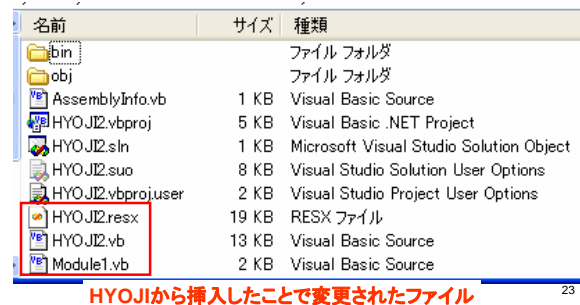 名前 サイズ 種類
bin ファイル フォルダ
obj ファイル フォルダ
AssemblyInfo.vb 1 KB Visual Basic Source
HYOJI2.vbproj 5 KB Visual Basic .NET Project
HYOJI2.sln 1 KB Microsoft Visual Studio Solution Object
HYOJI2.suo 8 KB Visual Studio Solution User Options
HYOJI2.vbproj.user 2 KB Visual Studio Project User Options
HYOJI2.resx 19 KB RESX ファイル
HYOJI2.vb 13 KB Visual Basic Source
Module1.vb 2 KB Visual Basic Source
HYOJIから挿入したことで変更されたファイル
23